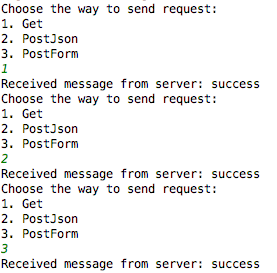 Choose the way to send request:
1. Get
2. PostJson
3. PostForm
1
Received message from server: success
Choose the way to send request:
1. Get
2. PostJson
3. PostForm
2
Received message from server: success
Choose the way to send request:
1. Get
2. PostJson
3. PostForm
3
Received message from server: success